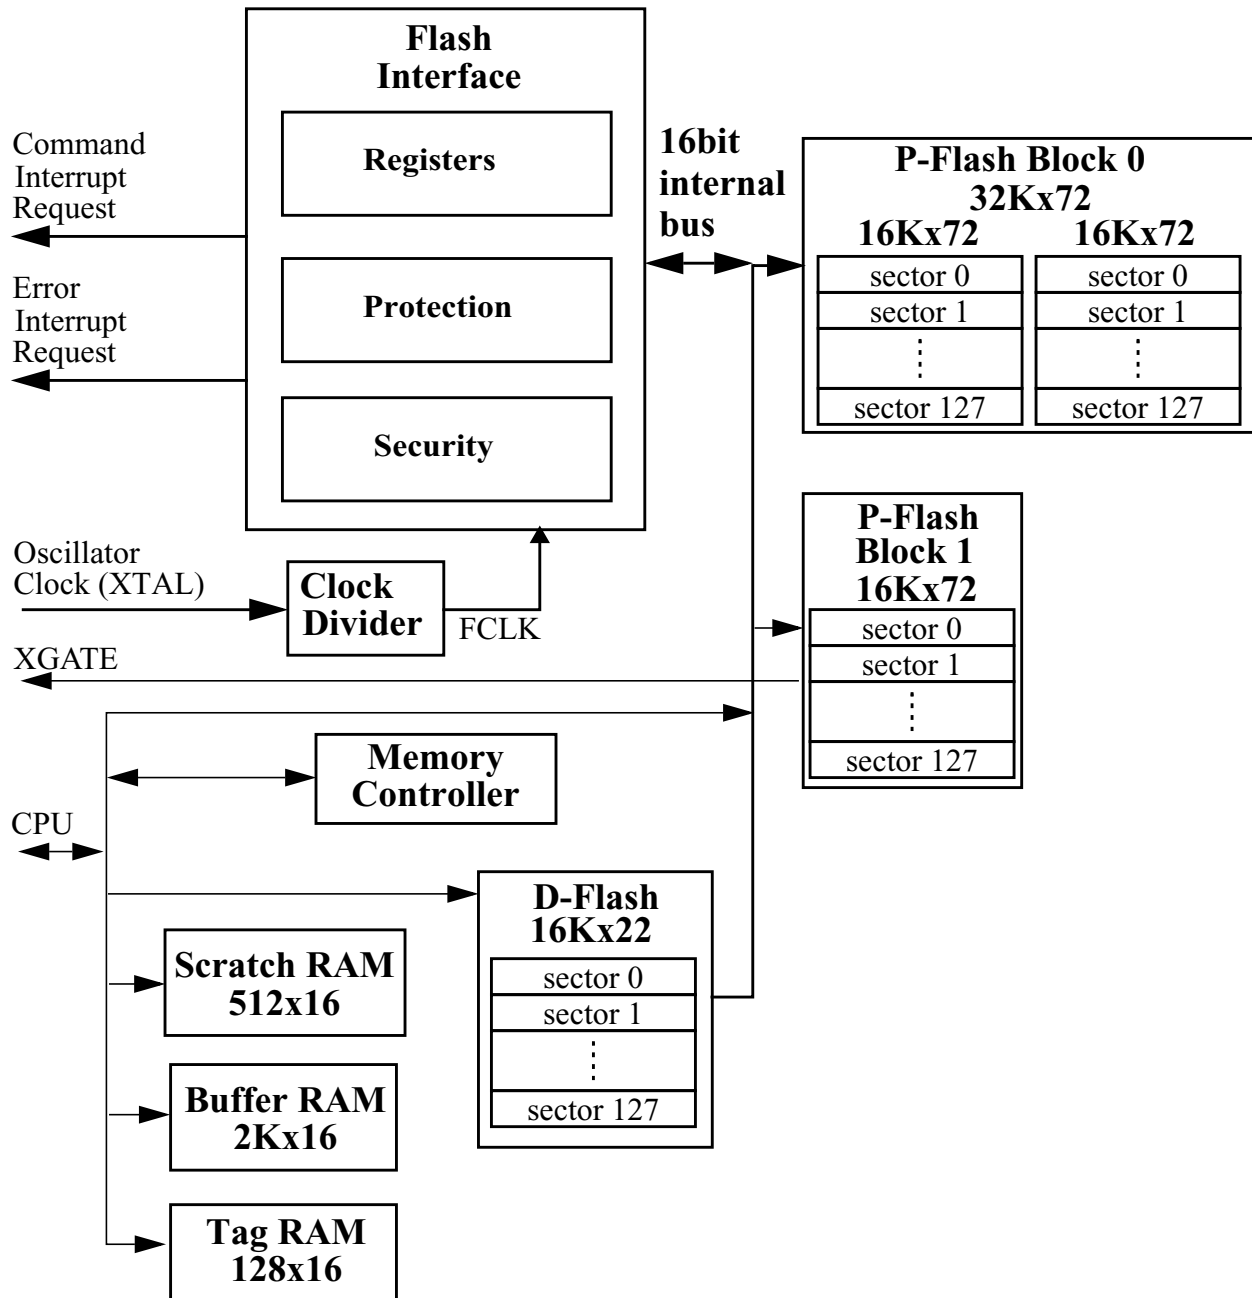 Flash
Interface
Registers
Protection
Security
Command
Interrupt
Request
Error
Interrupt
Request
16bit
internal
bus
P-Flash Block 0
32Kx72
16Kx72 16Kx72
sector 0 sector 0
sector 1 sector 1
sector 127 sector 127
P-Flash
Block 1
16Kx72
sector 0
sector 1
sector 127
Oscillator
Clock (XTAL)
Clock
Divider
FCLK
XGATE
Memory
Controller
CPU
D-Flash
16Kx22
sector 0
sector 1
sector 127
Scratch RAM
512x16
Buffer RAM
2Kx16
Tag RAM
128x16